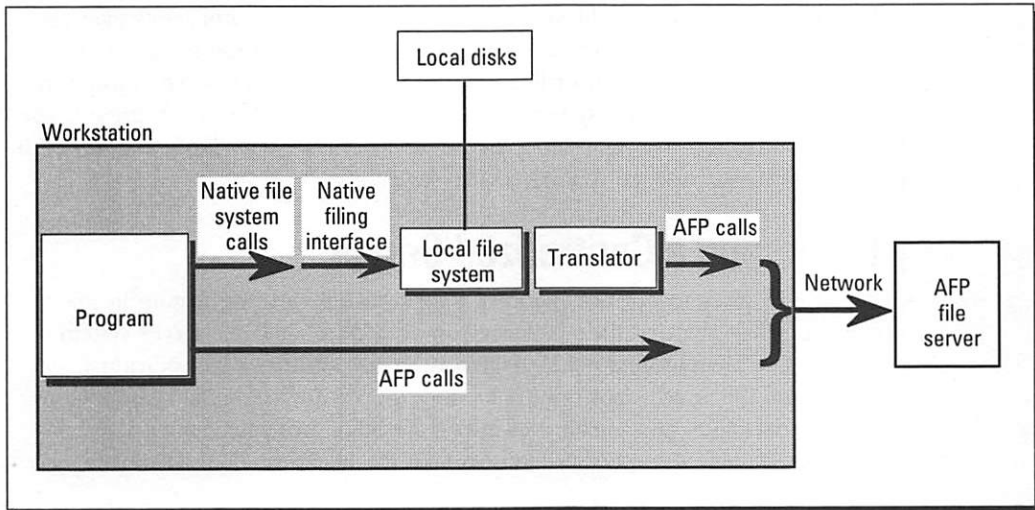 Local disks
Workstation
Native file
system
calls
Native
filing
interface
Local file
system
Translator
AFP calls
Program
AFP calls
Network
AFP
file
server